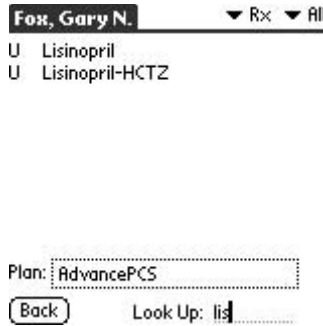 Fox, Gary N. Rx All
U Lisinopril
U Lisinopril-HCTZ
Plan: AdvancePCS
Back Look Up: lis